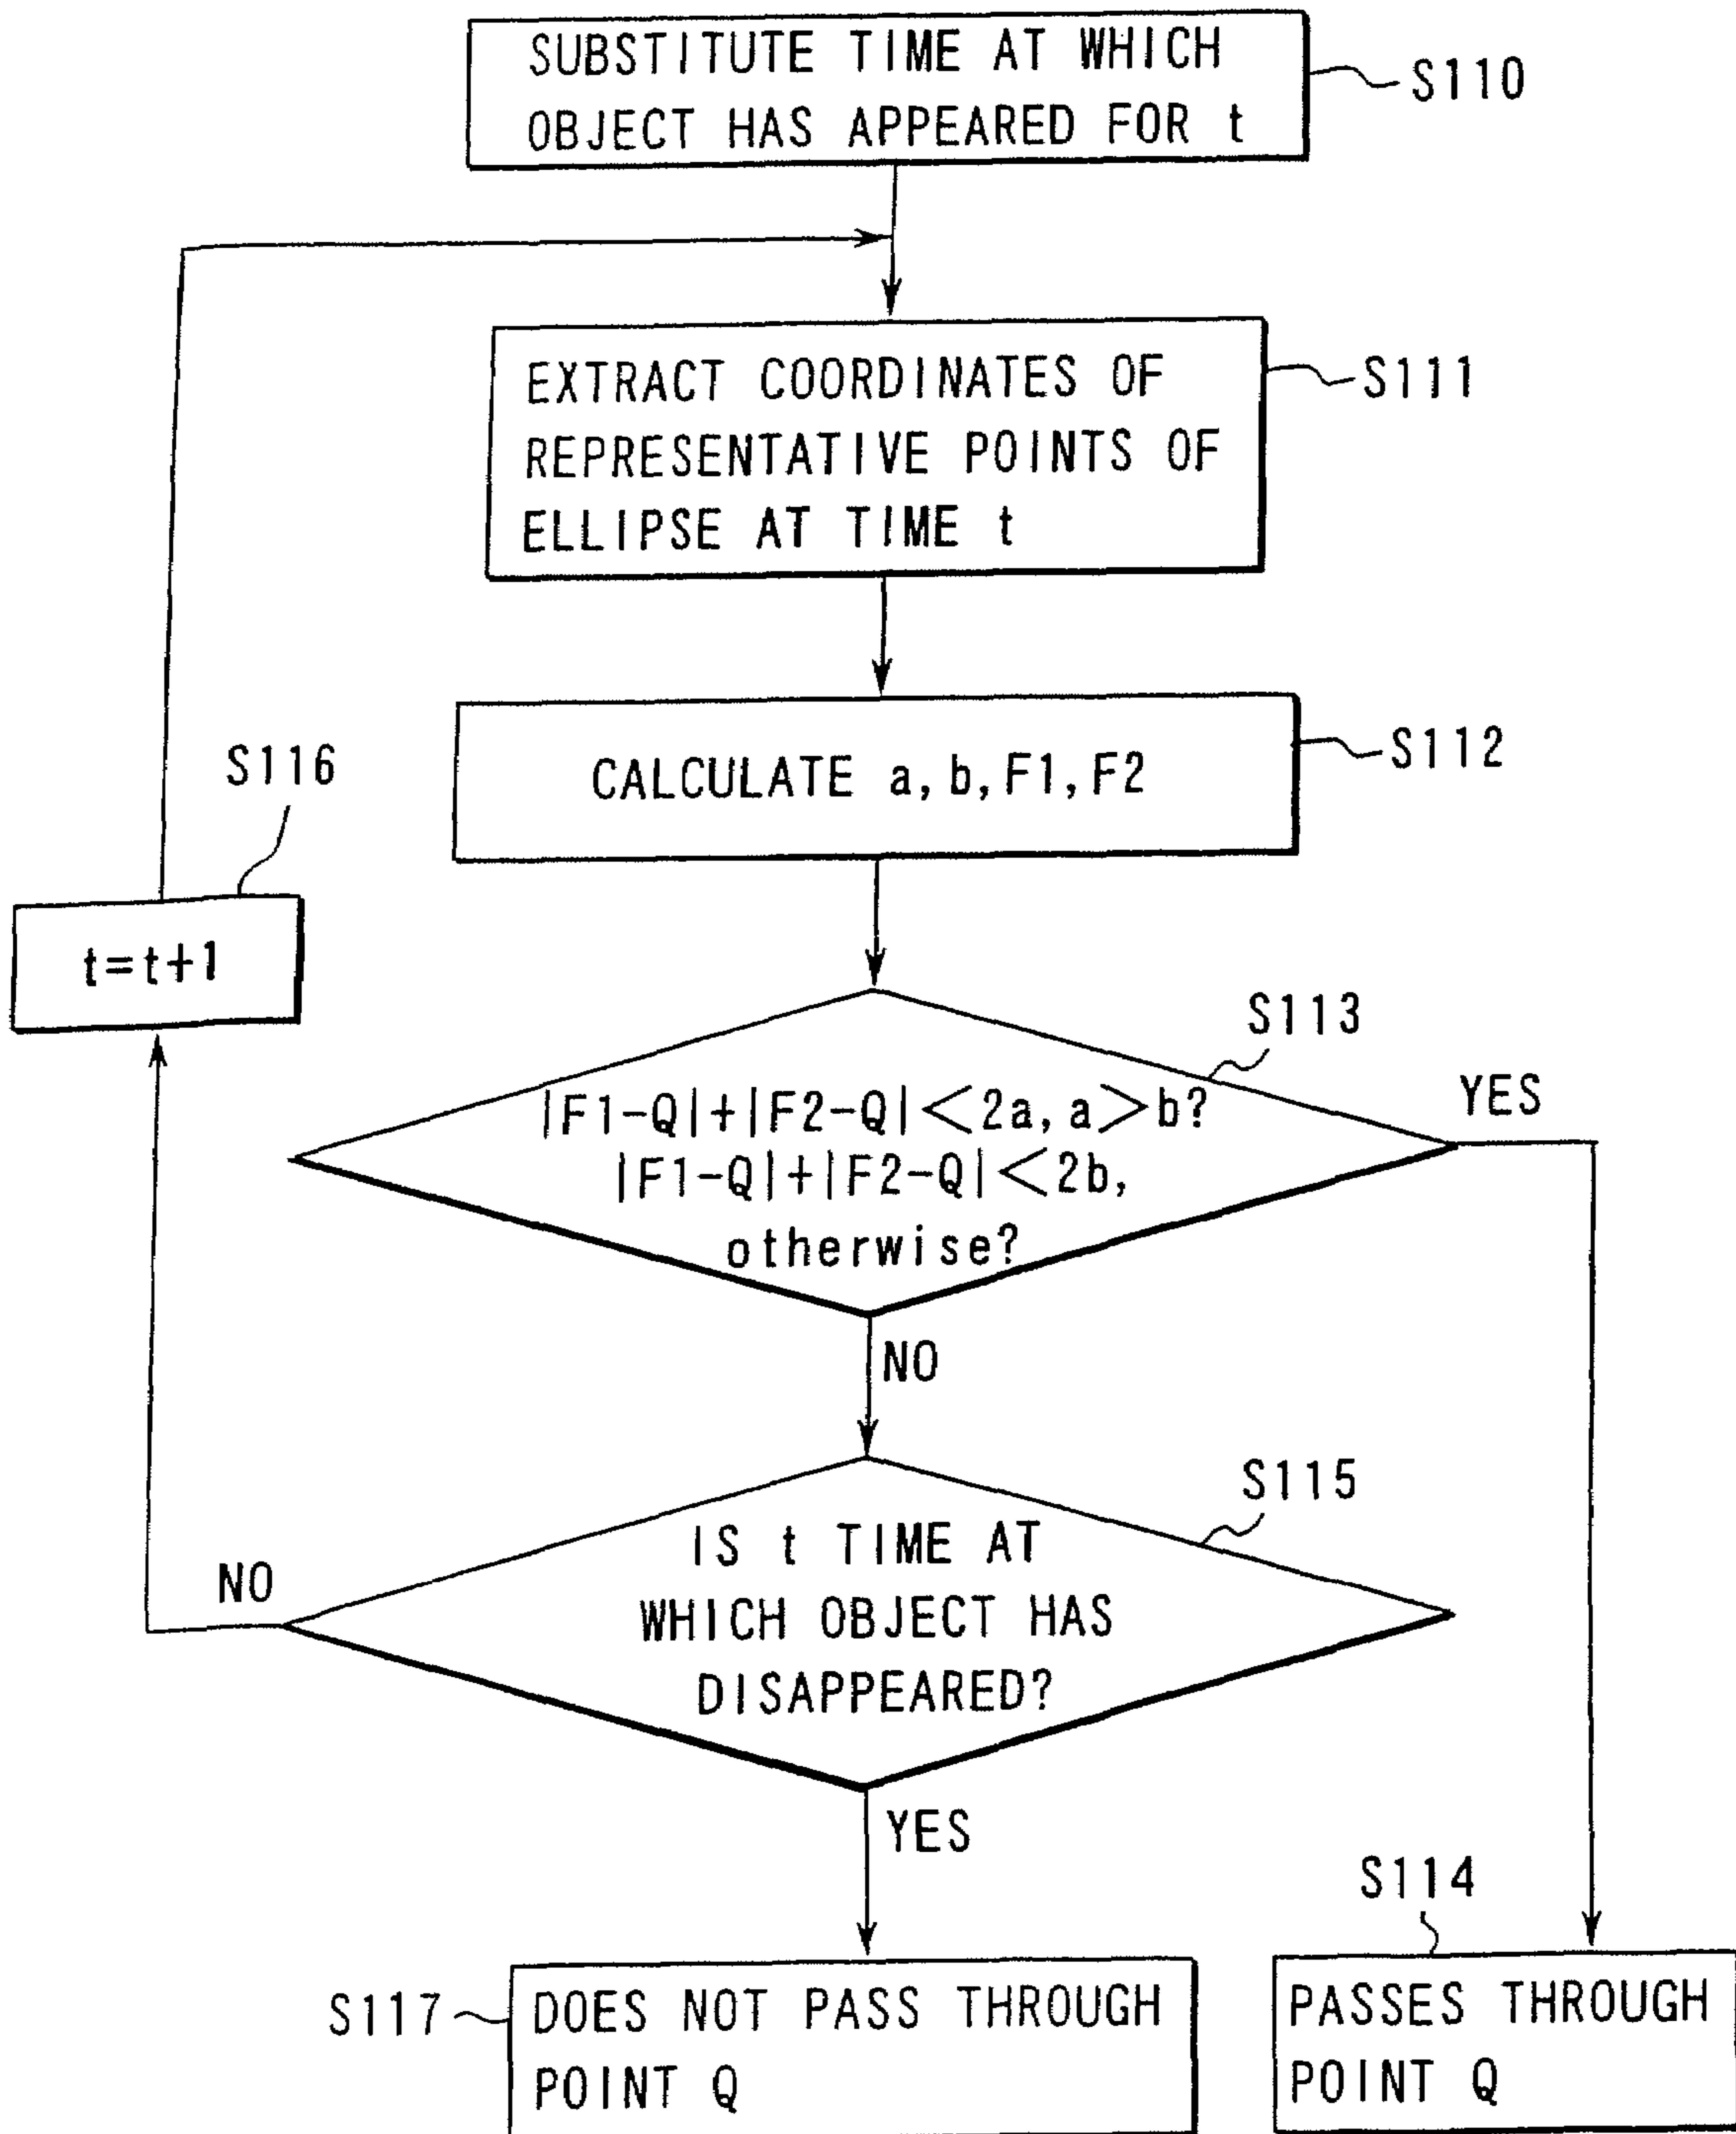 SUBSTITUTE TIME AT WHICH
OBJECT HAS APPEARED FOR t
S110
EXTRACT COORDINATES OF
REPRESENTATIVE POINTS OF
ELLIPSE AT TIME t
S111
CALCULATE a, b, F1, F2
S112
S116
t=t+1
S113
|F1-Q|+|F2-Q|<2a, a>b?
|F1-Q|+|F2-Q|<2b,
otherwise?
YES
NO
S115
IS t TIME AT
WHICH OBJECT HAS
DISAPPEARED?
NO
YES
S114
S117
DOES NOT PASS THROUGH
POINT Q
PASSES THROUGH
POINT Q